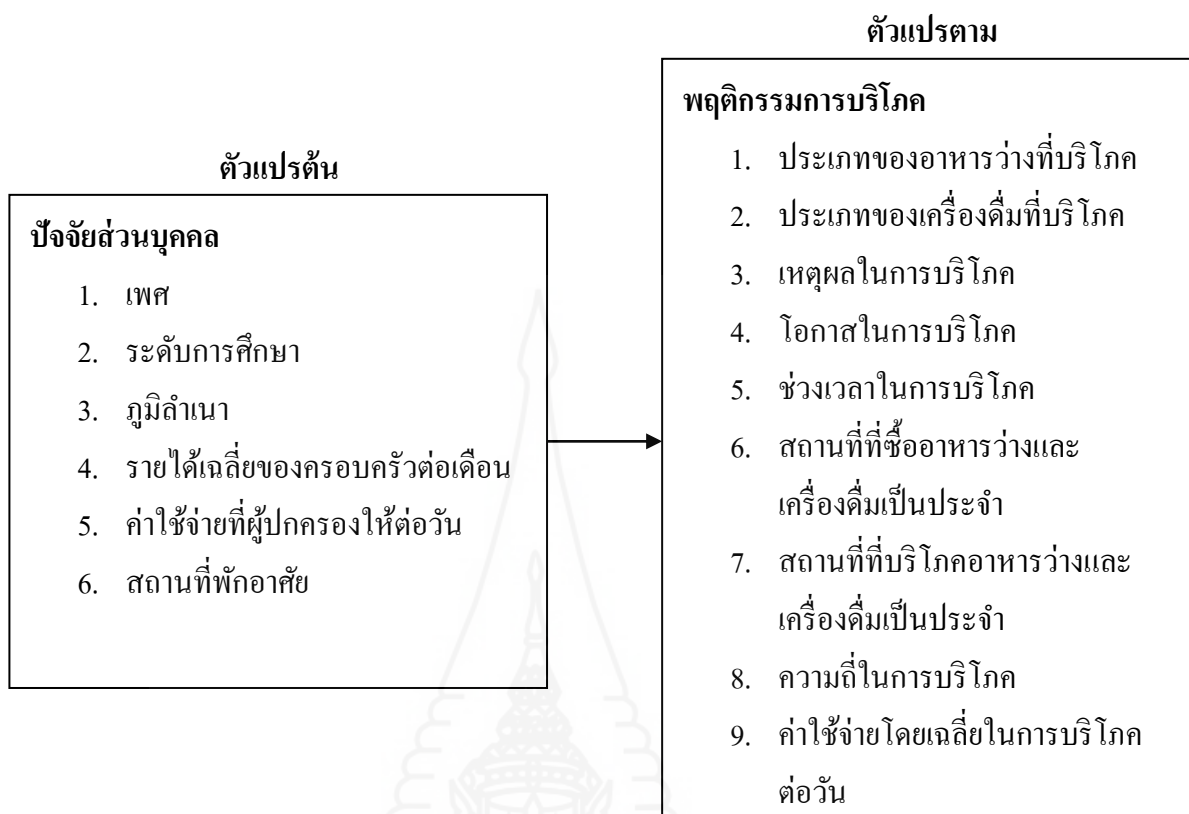 ตัวแปรต้น
ปัจจัยส่วนบุคคล
1. เพศ
2. ระดับการศึกษา
3. ภูมิลำเนา
4. รายได้เฉลี่ยของครอบครัวต่อเดือน
5. ค่าใช้จ่ายที่ผู้ปกครองให้ต่อวัน
6. สถานที่พักอาศัย
ตัวแปรตาม
พฤติกรรมการบริโภค
1. ประเภทของอาหารว่างที่บริโภค
2. ประเภทของเครื่องดื่มที่บริโภค
3. เหตุผลในการบริโภค
4. โอกาสในการบริโภค
5. ช่วงเวลาในการบริโภค
6. สถานที่ที่ซื้ออาหารว่างและ
เครื่องดื่มเป็นประจำ
7. สถานที่ที่บริโภคอาหารว่างและ
เครื่องดื่มเป็นประจำ
8. ความถี่ในการบริโภค
9. ค่าใช้จ่ายโดยเฉลี่ยในการบริโภค
ต่อวัน